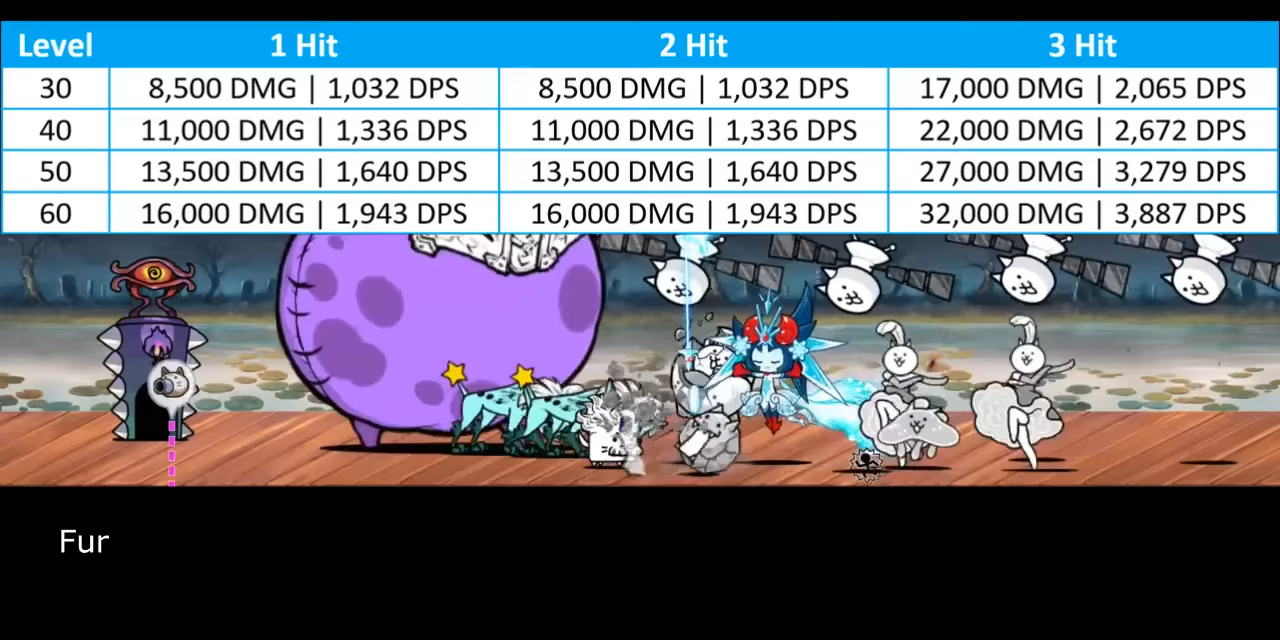 Level 1 Hit 2 Hit 3 Hit
30 8,500 DMG | 1,032 DPS 8,500 DMG | 1,032 DPS 17,000 DMG | 2,065 DPS
40 11,000 DMG | 1,336 DPS 11,000 DMG | 1,336 DPS 22,000 DMG | 2,672 DPS
50 13,500 DMG | 1,640 DPS 13,500 DMG | 1,640 DPS 27,000 DMG | 3,279 DPS
60 16,000 DMG | 1,943 DPS 16,000 DMG | 1,943 DPS 32,000 DMG | 3,887 DPS
Fur